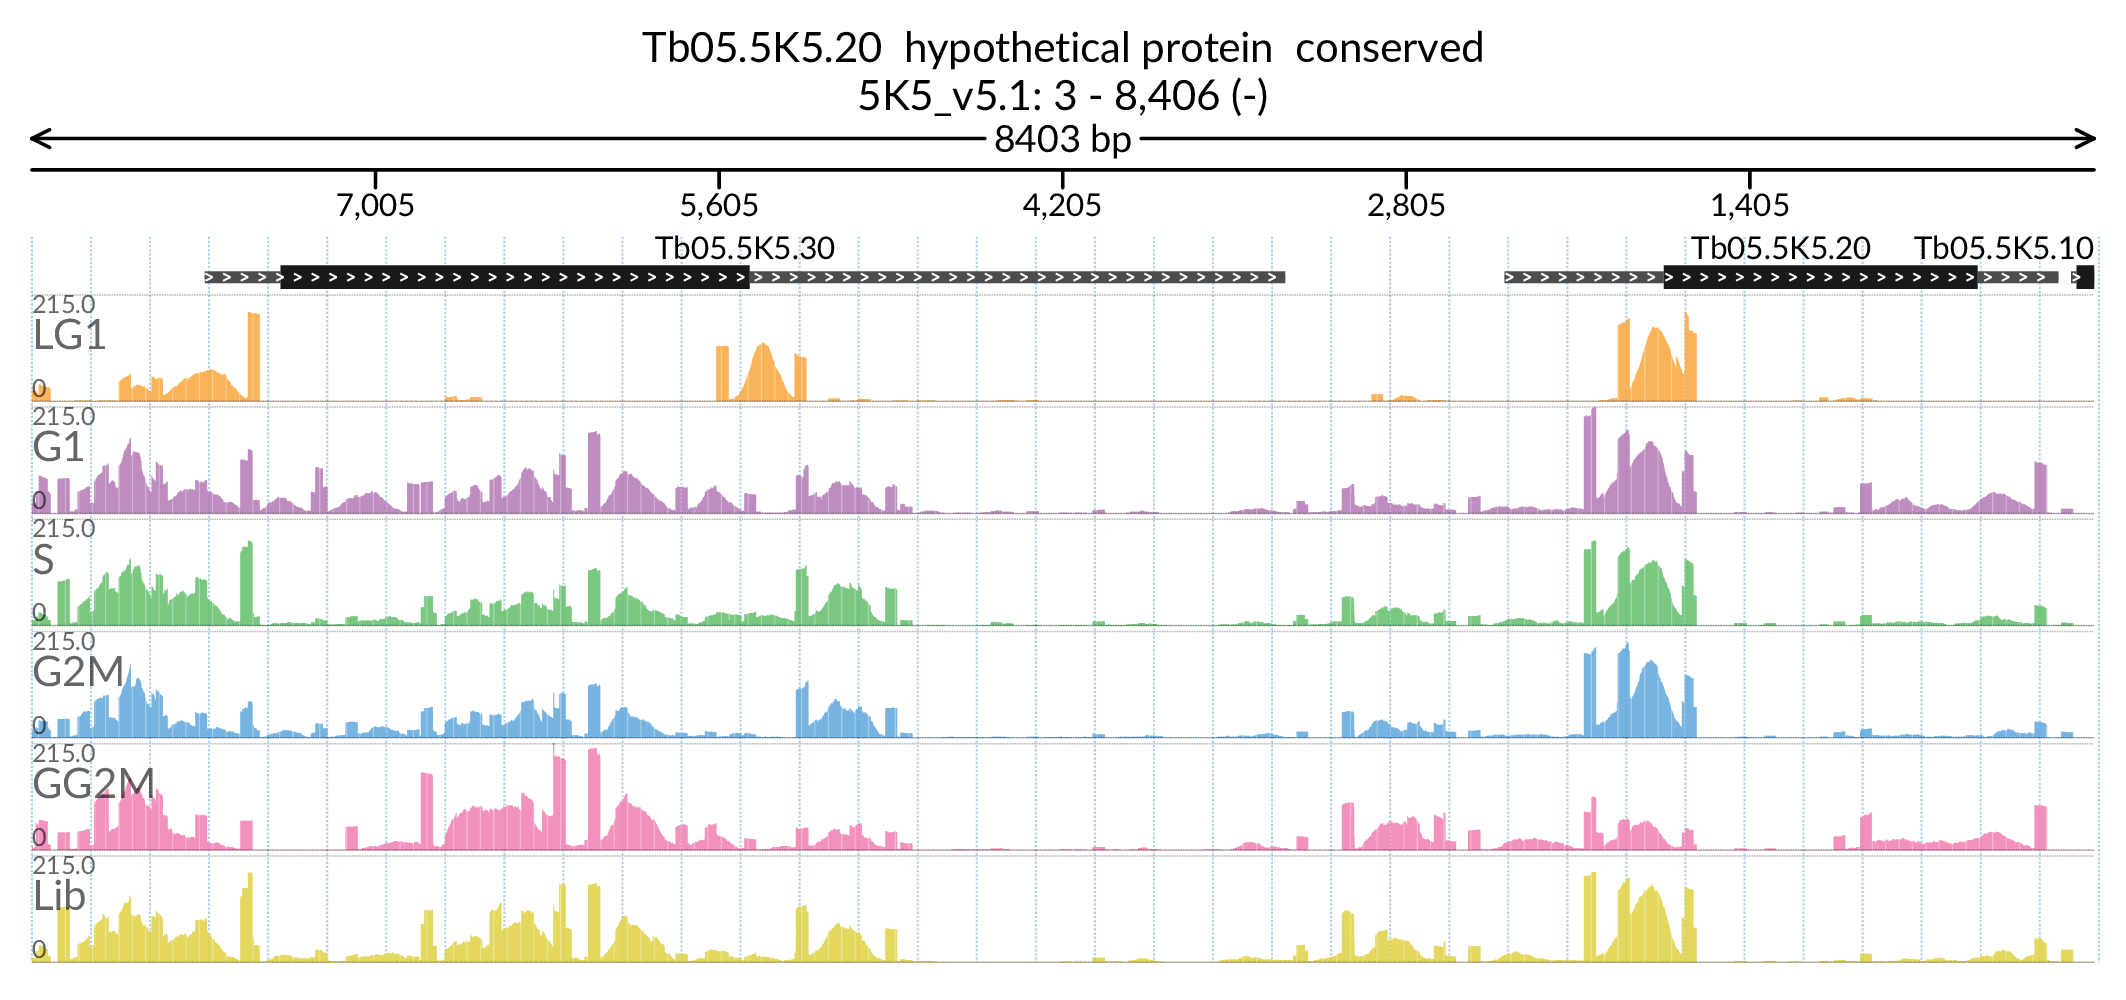 Tb05.5K5.20 hypothetical protein conserved
5K5_v5.1: 3 - 8,406 (-)
8403 bp
7,005 5,605 4,205 2,805 1,405
Tb05.5K5.30 Tb05.5K5.20 Tb05.5K5.10
215.0
LG1
0
215.0
G1
0
215.0
S
0
215.0
G2M
0
215.0
GG2M
0
215.0
Lib
0